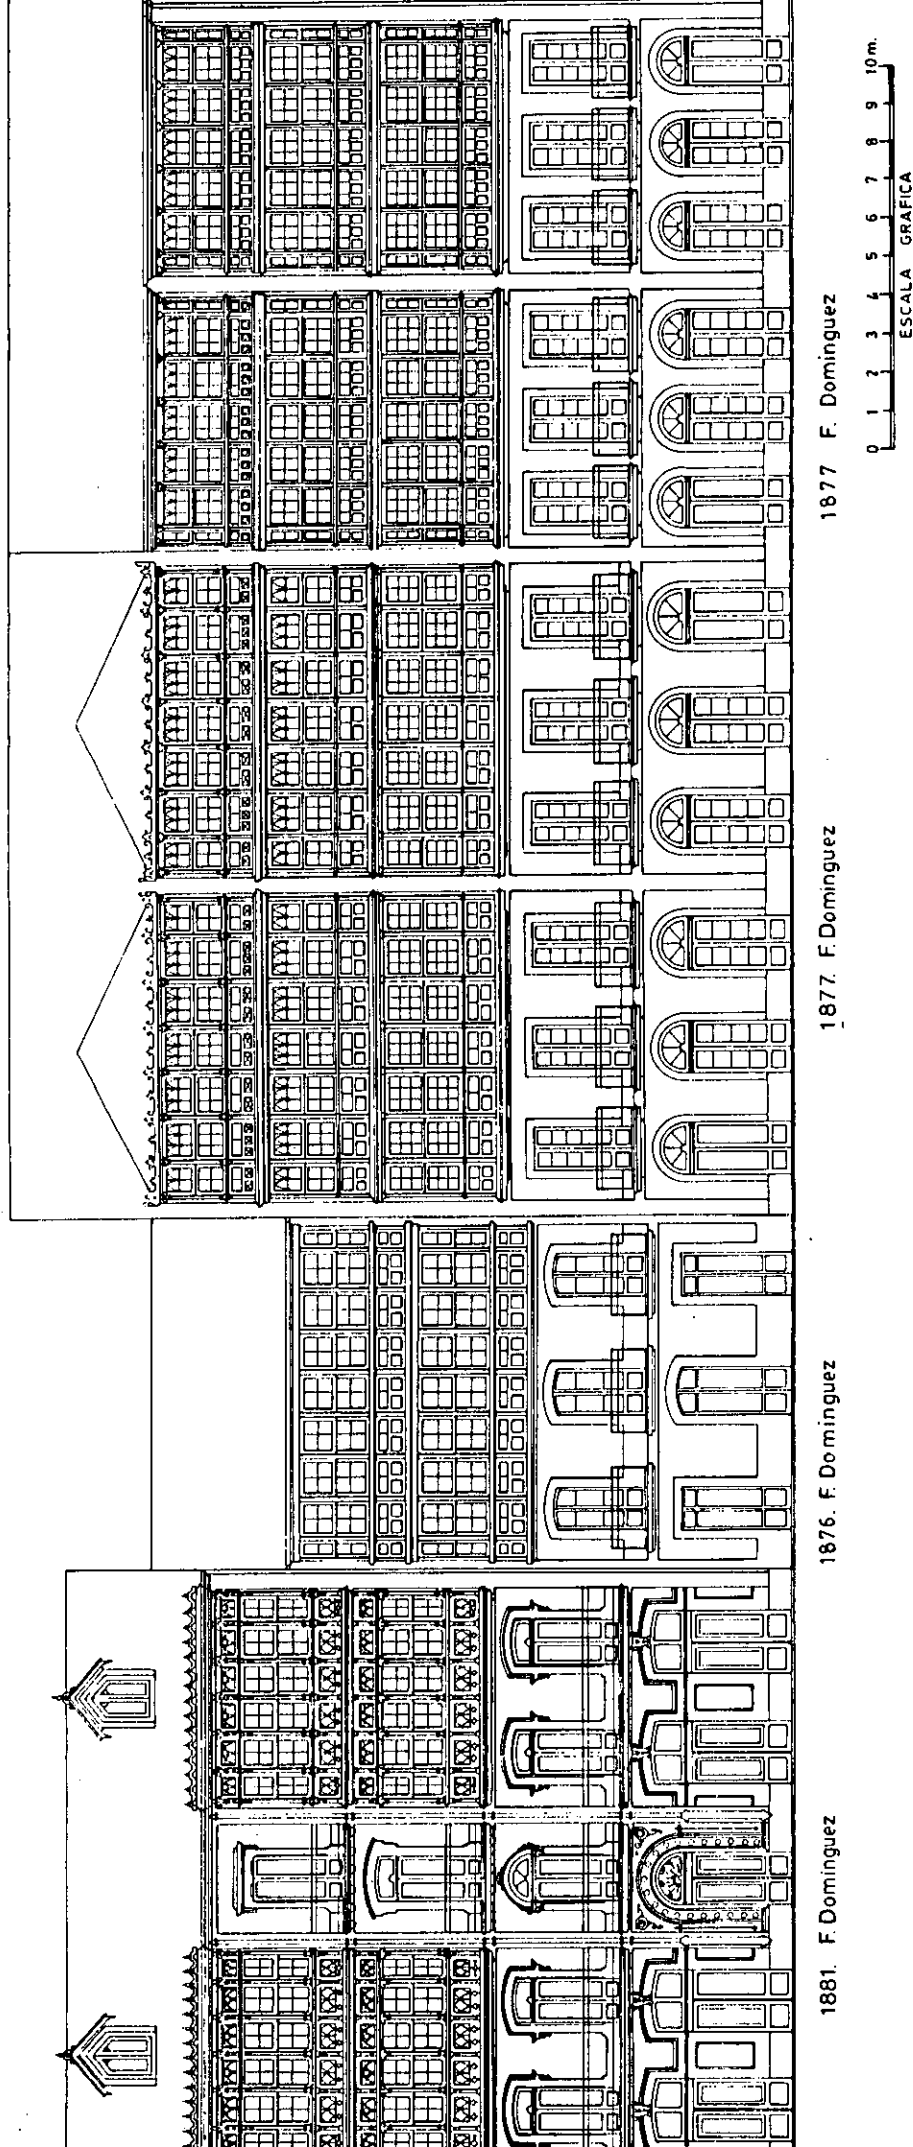 1881. F. Dominguez
1876. F. Dominguez
1877. F. Dominguez
1877 F. Dominguez
0 1 2 3 4 5 6 7 8 9 10 m.
ESCALA GRAFICA